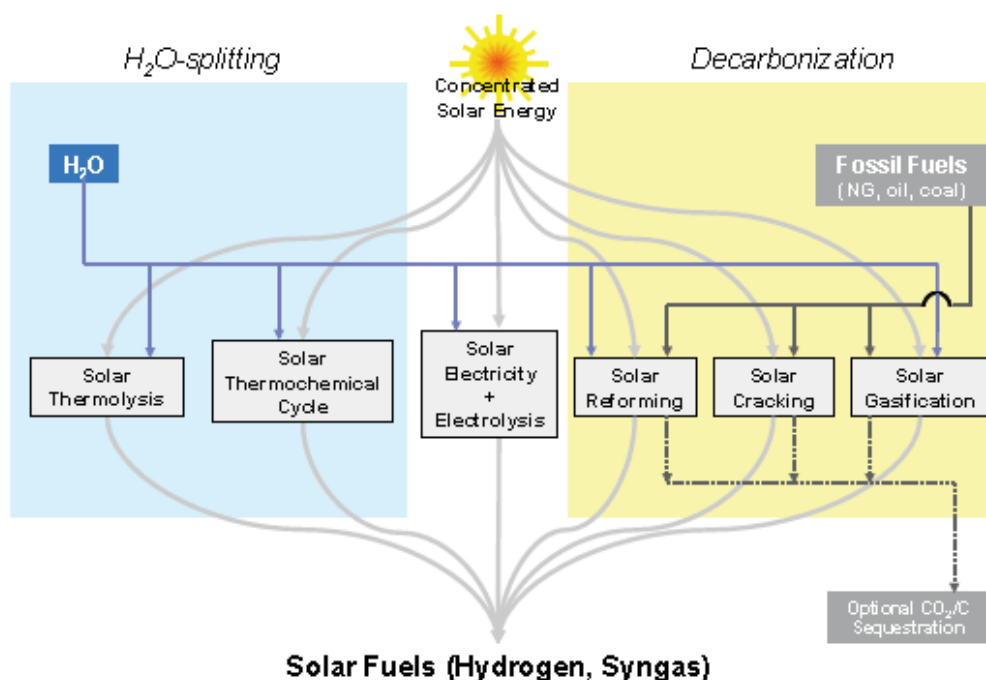 H₂O-splitting
Concentrated
Solar Energy
Decarbonization
H₂O
Fossil Fuels
(NG, oil, coal)
Solar
Thermolysis
Solar
Thermochemical
Cycle
Solar
Electricity
+
Electrolysis
Solar
Reforming
Solar
Cracking
Solar
Gasification
Optional CO₂/C
Sequestration
Solar Fuels (Hydrogen, Syngas)